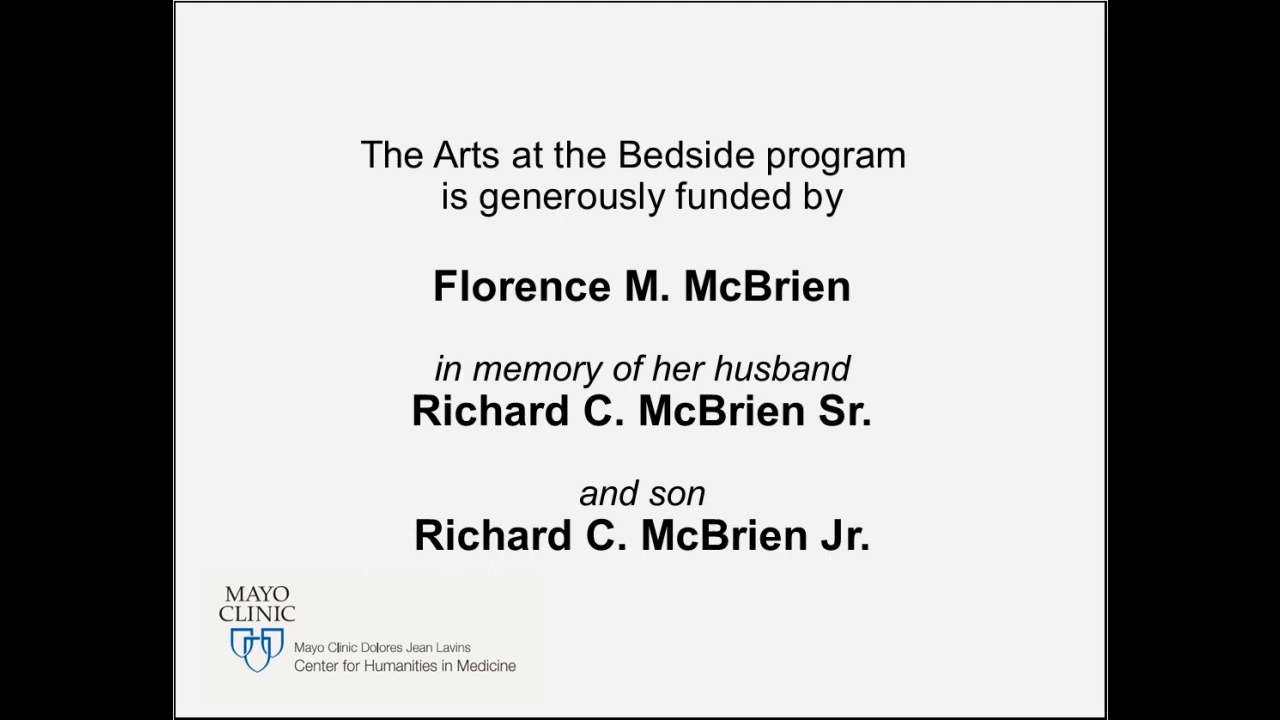 The Arts at the Bedside program
is generously funded by
Florence M. McBrien
in memory of her husband
Richard C. McBrien Sr.
and son
Richard C. McBrien Jr.
MAYO
CLINIC
Mayo Clinic Dolores Jean Lavins
Center for Humanities in Medicine